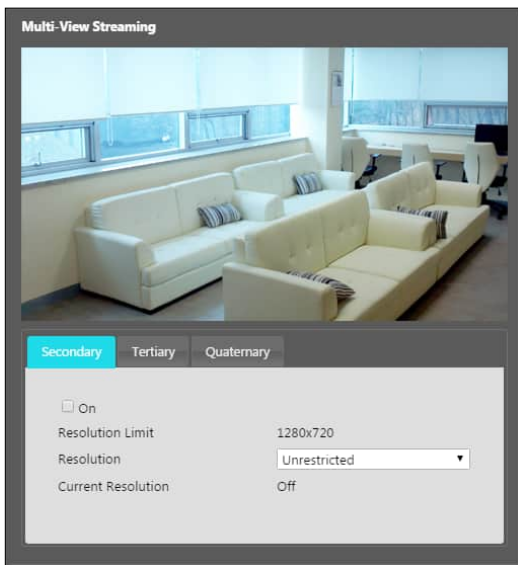 Multi-View Streaming
Secondary Tertiary Quaternary
On
Resolution Limit 1280x720
Resolution Unrestricted
Current Resolution Off